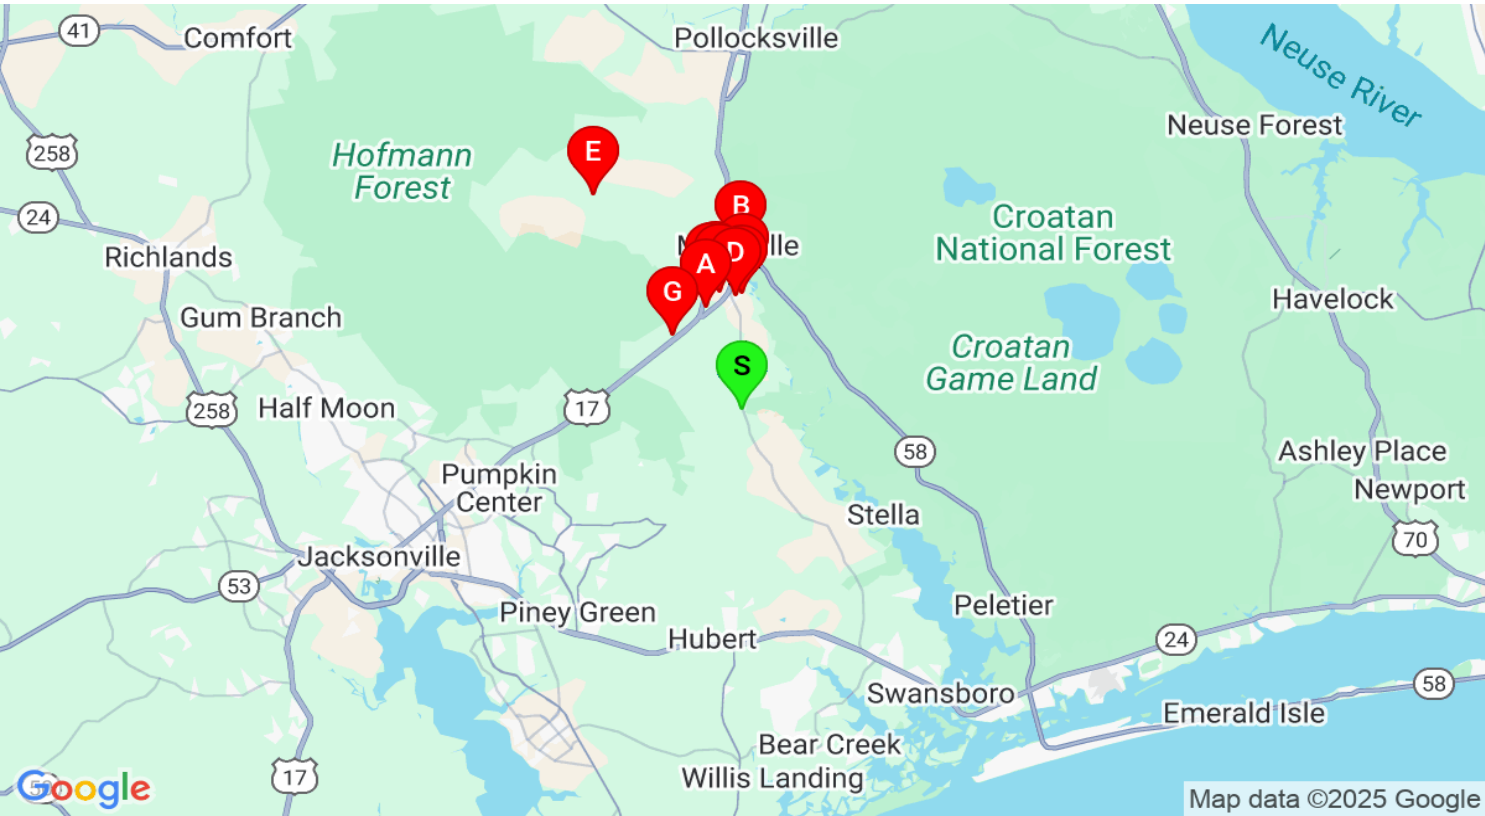 41
Comfort
Pollocksville
Neuse River
Neuse Forest
258
Hofmann
Forest
E
B
24
Croatan
National Forest
Richlands
D
A
G
Gum Branch
Havelock
Croatan
Game Land
S
258
Half Moon
17
58
Ashley Place
Pumpkin
Center
Newport
Stella
70
Jacksonville
53
Piney Green
Peletier
Hubert
24
Swansboro
58
Emerald Isle
Bear Creek
Willis Landing
17
Google
Map data ©2025 Google